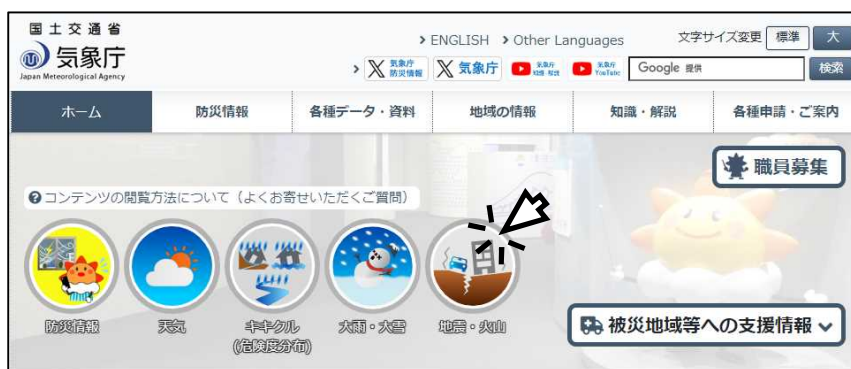 国土交通省
気象庁
Japan Meteorological Agency
ENGLISH Other Languages
文字サイズ変更 標準 大
気象庁 防災情報
気象庁
気象庁
気象庁 YouTube
Google 提供
検索
ホーム 防災情報 各種データ・資料 地域の情報 知識・解説 各種申請・ご案内
職員募集
コンテンツの閲覧方法について（よくお寄せいただくご質問）
防災情報 天気 キキクル 大雨・大雪 地震・火山
(危険度分布)
被災地域等への支援情報